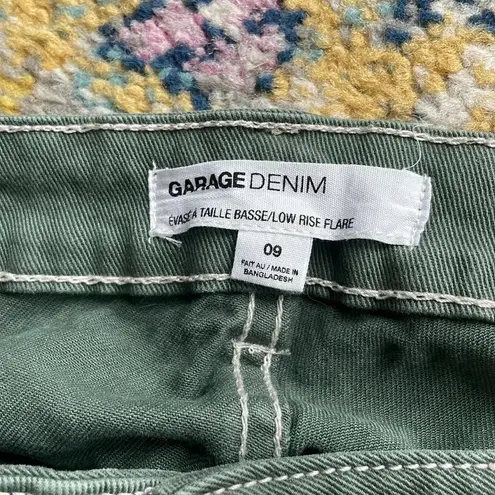 GARAGE DENIM
ÉVASÉ À TAILLE BASSE/LOW RISE FLARE
09
FAIT AU / MADE IN
BANGLADESH